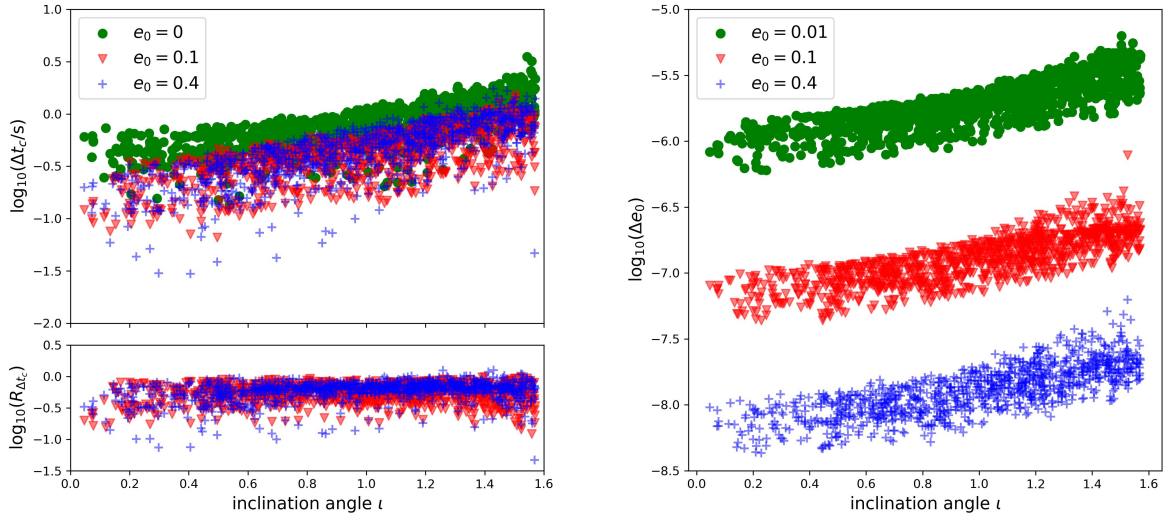 log₁₀(Δt_c/s)
0.5
0.0
−0.5
−1.0
−1.5
−2.0
1.0
e₀ = 0
e₀ = 0.1
e₀ = 0.4
log₁₀(R_Δt_c)
0.5
0.0
−0.5
−1.0
−1.5
0.0 0.2 0.4 0.6 0.8 1.0 1.2 1.4 1.6
inclination angle ι
log₁₀(Δe₀)
−5.0
−5.5
−6.0
−6.5
−7.0
−7.5
−8.0
−8.5
e₀ = 0.01
e₀ = 0.1
e₀ = 0.4
0.0 0.2 0.4 0.6 0.8 1.0 1.2 1.4 1.6
inclination angle ι